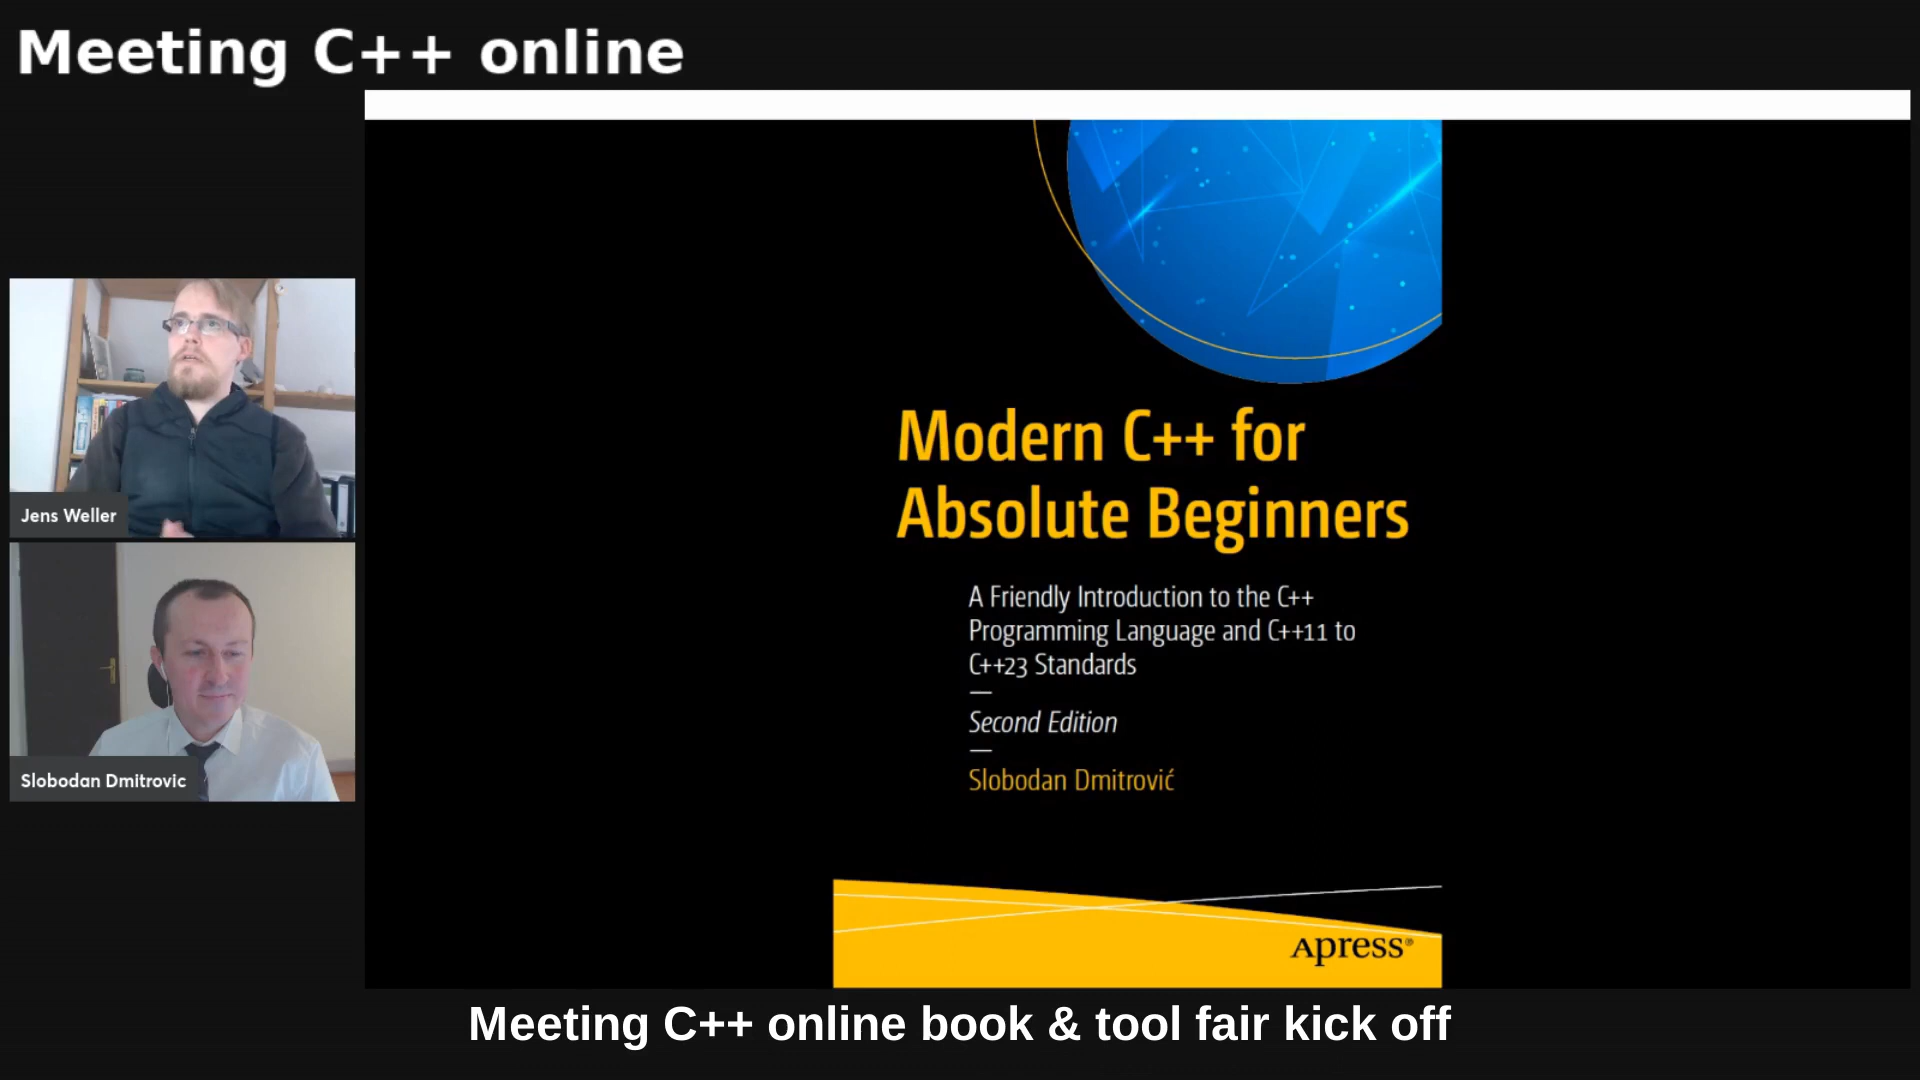 Meeting C++ online
Jens Weller
Slobodan Dmitrovic
Modern C++ for
Absolute Beginners
A Friendly Introduction to the C++
Programming Language and C++11 to
C++23 Standards
—
Second Edition
—
Slobodan Dmitrović
Apress®
Meeting C++ online book & tool fair kick off